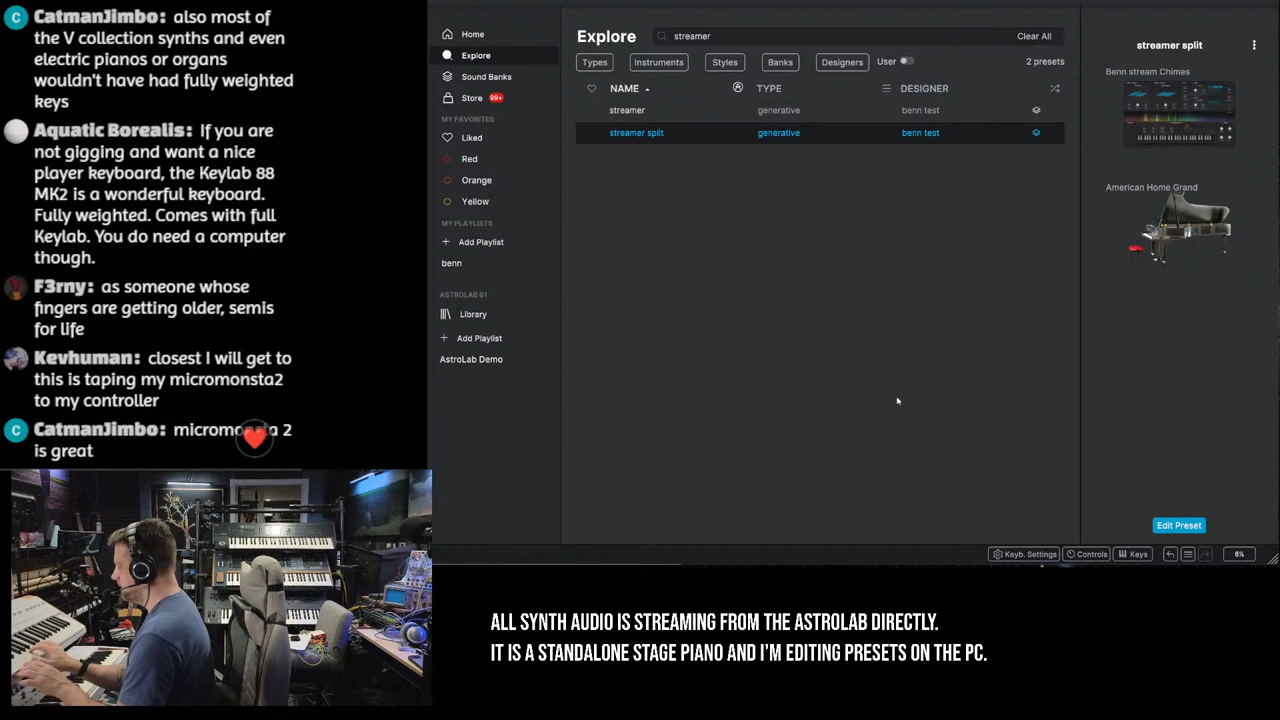 C CatmanJimbo: also most of
the V collection synths and even
electric pianos or organs
wouldn't have had fully weighted
keys
Aquatic Borealis: If you are
not gigging and want a nice
player keyboard, the Keylab 88
MK2 is a wonderful keyboard.
Fully weighted. Comes with full
Keylab. You do need a computer
though.
F3rny: as someone whose
fingers are getting older, semis
for life
Kevhuman: closest I will get to
this is taping my micromonsta2
to my controller
C CatmanJimbo: 2
is great
Home
Explore
Sound Banks
Store 99+
MY FAVORITES
Liked
Red
Orange
Yellow
MY PLAYLISTS
+ Add Playlist
benn
ASTROLAB 61
Library
+ Add Playlist
AstroLab Demo
Explore streamer Clear All
Types Instruments Styles Banks Designers User 2 presets
NAME TYPE DESIGNER
streamer generative benn test
streamer split generative benn test
streamer split
Benn stream Chimes
American Home Grand
Edit Preset
Keyb. Settings Controls Keys 6%
ALL SYNTH AUDIO IS STREAMING FROM THE ASTROLAB DIRECTLY.
IT IS A STANDALONE STAGE PIANO AND I'M EDITING PRESETS ON THE PC.